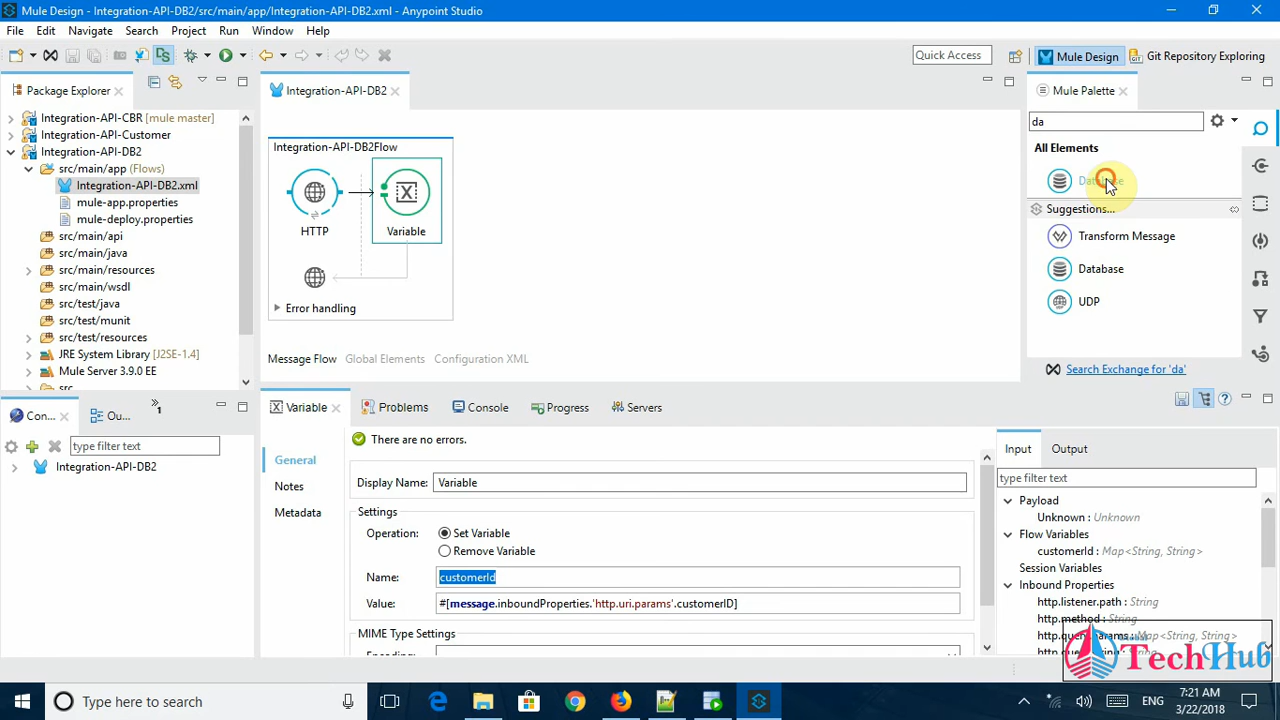 Mule Design - Integration-API-DB2/src/main/app/Integration-API-DB2.xml - Anypoint Studio
File Edit Navigate Search Project Run Window Help
Quick Access
Mule Design
Git Repository Exploring
Package Explorer
Integration-API-CBR [mule master]
Integration-API-Customer
Integration-API-DB2
src/main/app (Flows)
Integration-API-DB2.xml
mule-app.properties
mule-deploy.properties
src/main/api
src/main/java
src/main/resources
src/main/wsdl
src/test/java
src/test/munit
src/test/resources
JRE System Library [J2SE-1.4]
Mule Server 3.9.0 EE
src
Integration-API-DB2
Integration-API-DB2Flow
HTTP
Variable
Error handling
Message Flow Global Elements Configuration XML
Mule Palette
da
All Elements
Database
Suggestions...
Transform Message
Database
UDP
Search Exchange for 'da'
Con...
Ou...
1
type filter text
Integration-API-DB2
Variable
Problems
Console
Progress
Servers
There are no errors.
General
Notes
Metadata
Display Name: Variable
Settings
Operation: Set Variable
Remove Variable
Name: customerId
Value: #[message.inboundProperties.'http.uri.params'.customerID]
MIME Type Settings
Input Output
type filter text
Payload
Unknown : Unknown
Flow Variables
customerId : Map<String, String>
Session Variables
Inbound Properties
http.listener.path : String
http.method : String
Global
TechHub
Type here to search
ENG
7:21 AM
3/22/2018